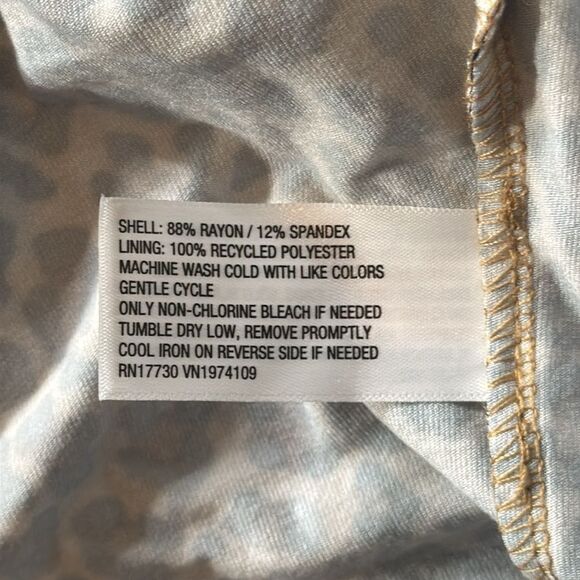 SHELL: 88% RAYON / 12% SPANDEX
LINING: 100% RECYCLED POLYESTER
MACHINE WASH COLD WITH LIKE COLORS
GENTLE CYCLE
ONLY NON-CHLORINE BLEACH IF NEEDED
TUMBLE DRY LOW, REMOVE PROMPTLY
COOL IRON ON REVERSE SIDE IF NEEDED
RN17730 VN1974109